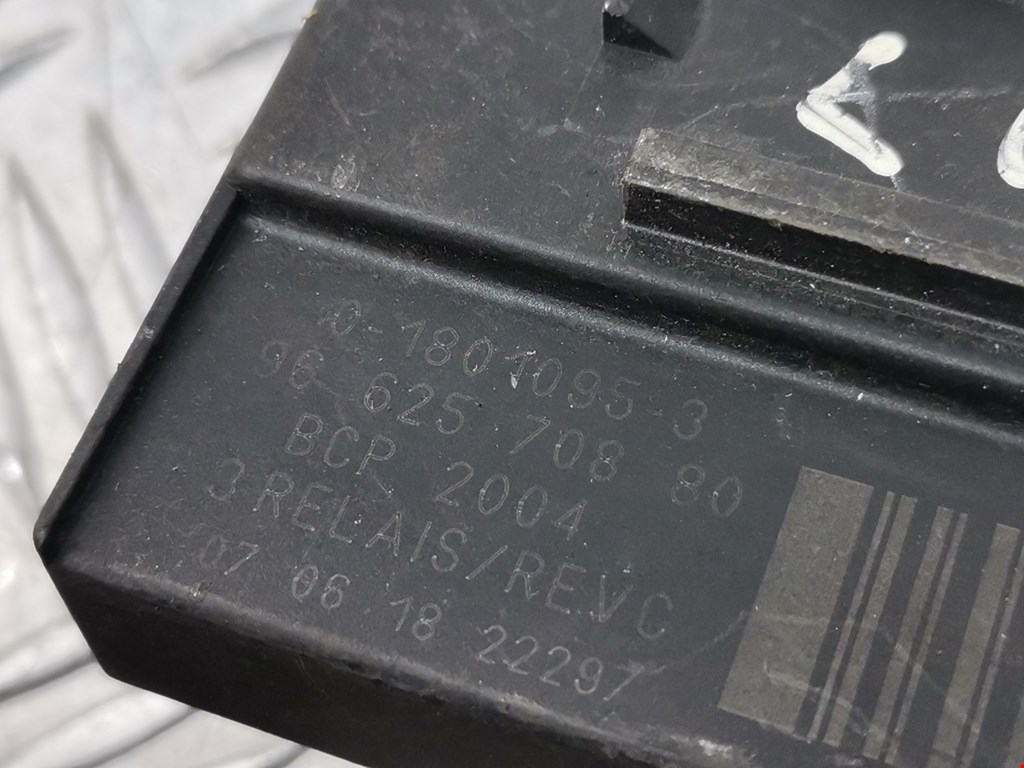 0-1801095-3
96 625 708 80
BCP 2004
3 RELAIS/REV C
07 06 18 22297